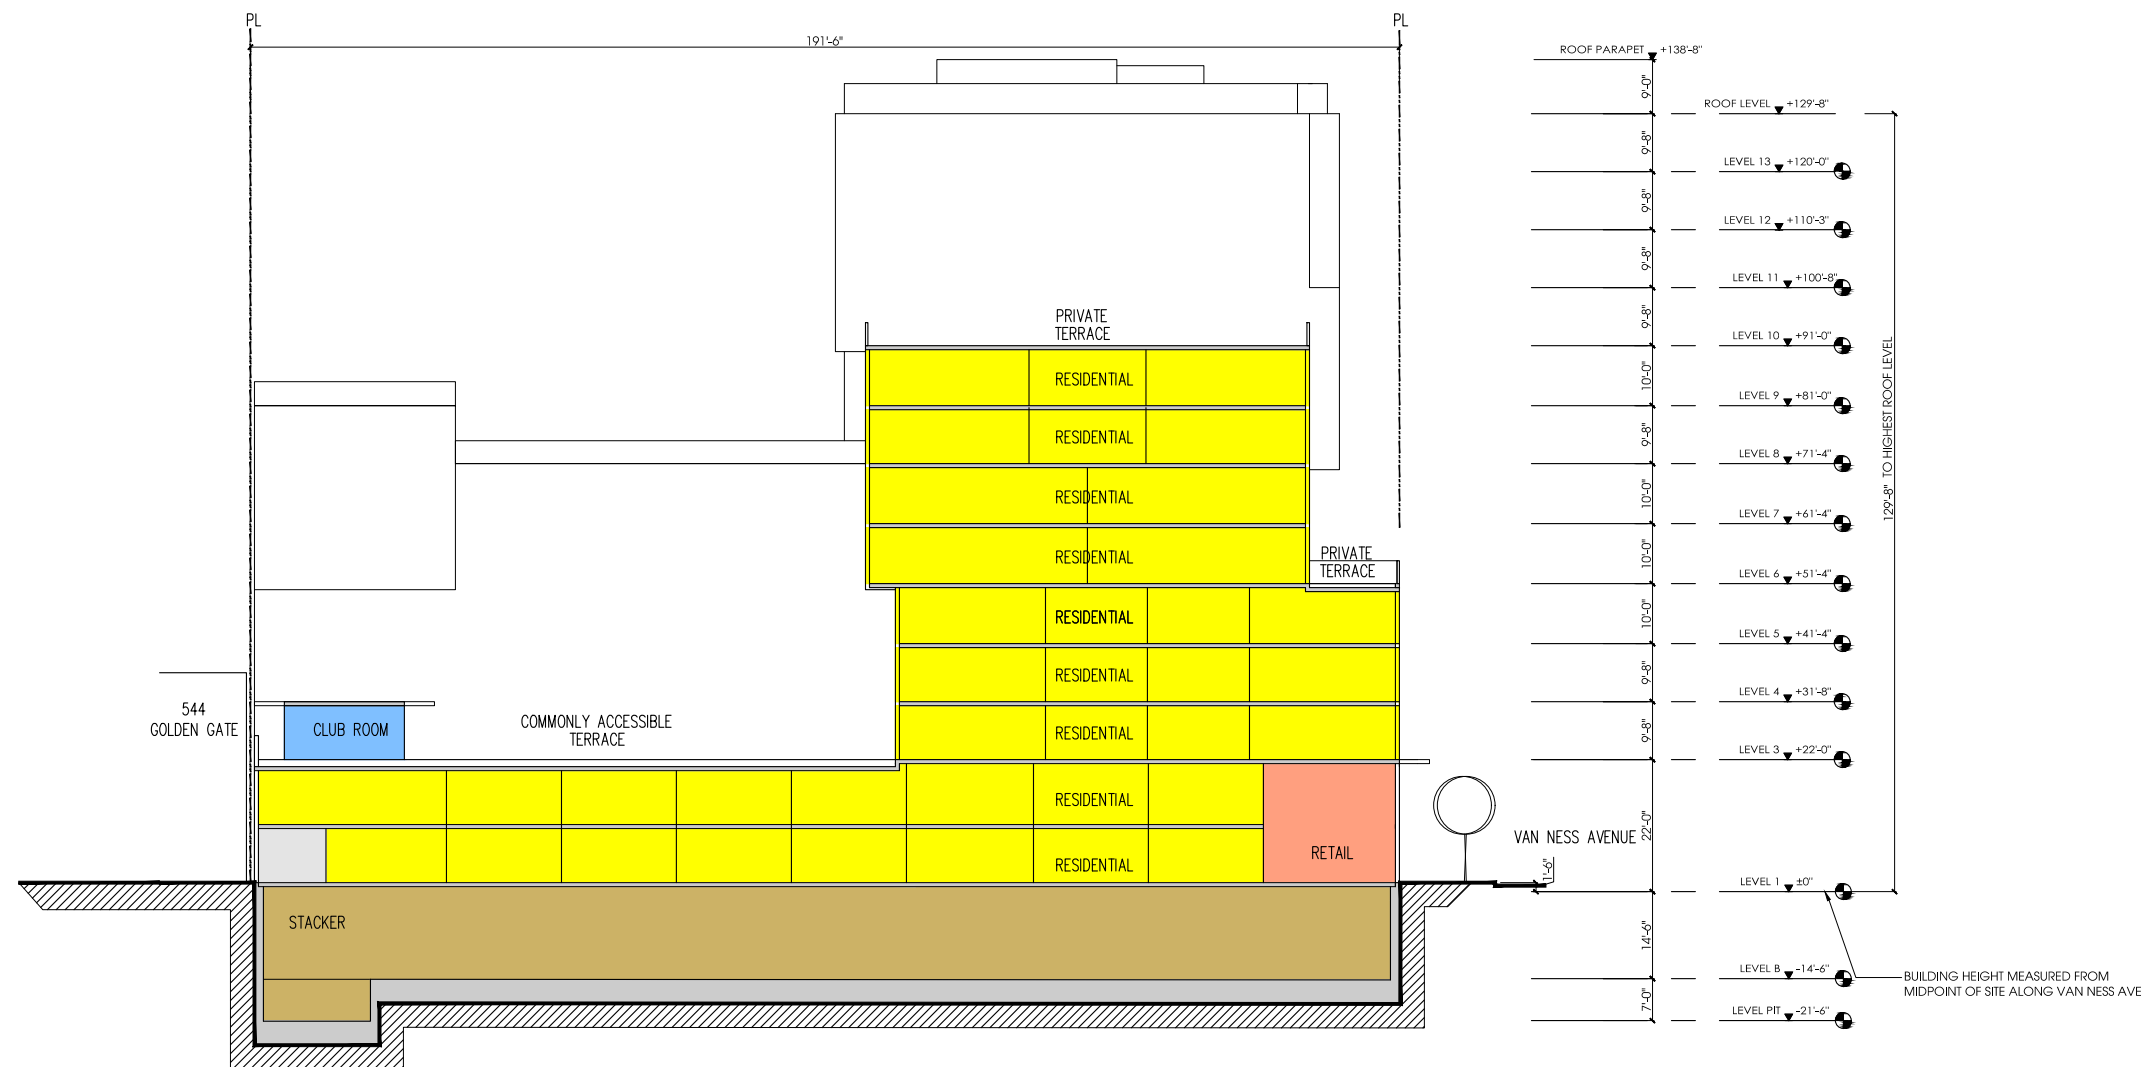 PL
PL
191'-6"
ROOF PARAPET +138'-8"
9'-0"
ROOF LEVEL +129'-8"
9'-8"
LEVEL 13 +120'-0"
9'-8"
LEVEL 12 +110'-3"
9'-8"
LEVEL 11 +100'-8"
9'-8"
PRIVATE
TERRACE
LEVEL 10 +91'-0"
129'-8" TO HIGHEST ROOF LEVEL
RESIDENTIAL
10'-0"
LEVEL 9 +81'-0"
RESIDENTIAL
9'-8"
LEVEL 8 +71'-4"
RESIDENTIAL
10'-0"
LEVEL 7 +61'-4"
RESIDENTIAL
PRIVATE
TERRACE
10'-0"
LEVEL 6 +51'-4"
RESIDENTIAL
10'-0"
LEVEL 5 +41'-4"
RESIDENTIAL
9'-8"
LEVEL 4 +31'-8"
544
GOLDEN GATE
CLUB ROOM
COMMONLY ACCESSIBLE
TERRACE
RESIDENTIAL
9'-8"
LEVEL 3 +22'-0"
RESIDENTIAL
22'-0"
VAN NESS AVENUE
RETAIL
RESIDENTIAL
1'-6"
LEVEL 1 ±0"
STACKER
14'-6"
LEVEL B -14'-6"
BUILDING HEIGHT MEASURED FROM
MIDPOINT OF SITE ALONG VAN NESS AVE
7'-0"
LEVEL PIT -21'-6"